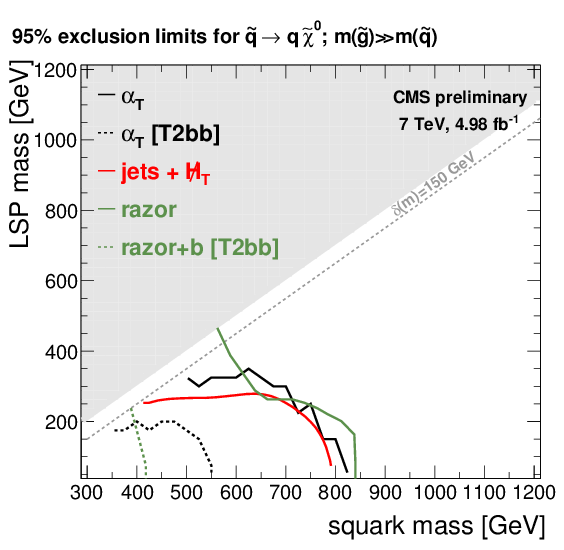 95% exclusion limits for q̃ → q χ̃⁰; m(g̃)≫m(q̃)
LSP mass [GeV]
1200
1000
800
600
400
200
α_T
α_T [T2bb]
jets + H̸_T
razor
razor+b [T2bb]
CMS preliminary
7 TeV, 4.98 fb⁻¹
δ(m)=150 GeV
300 400 500 600 700 800 900 1000 1100 1200
squark mass [GeV]